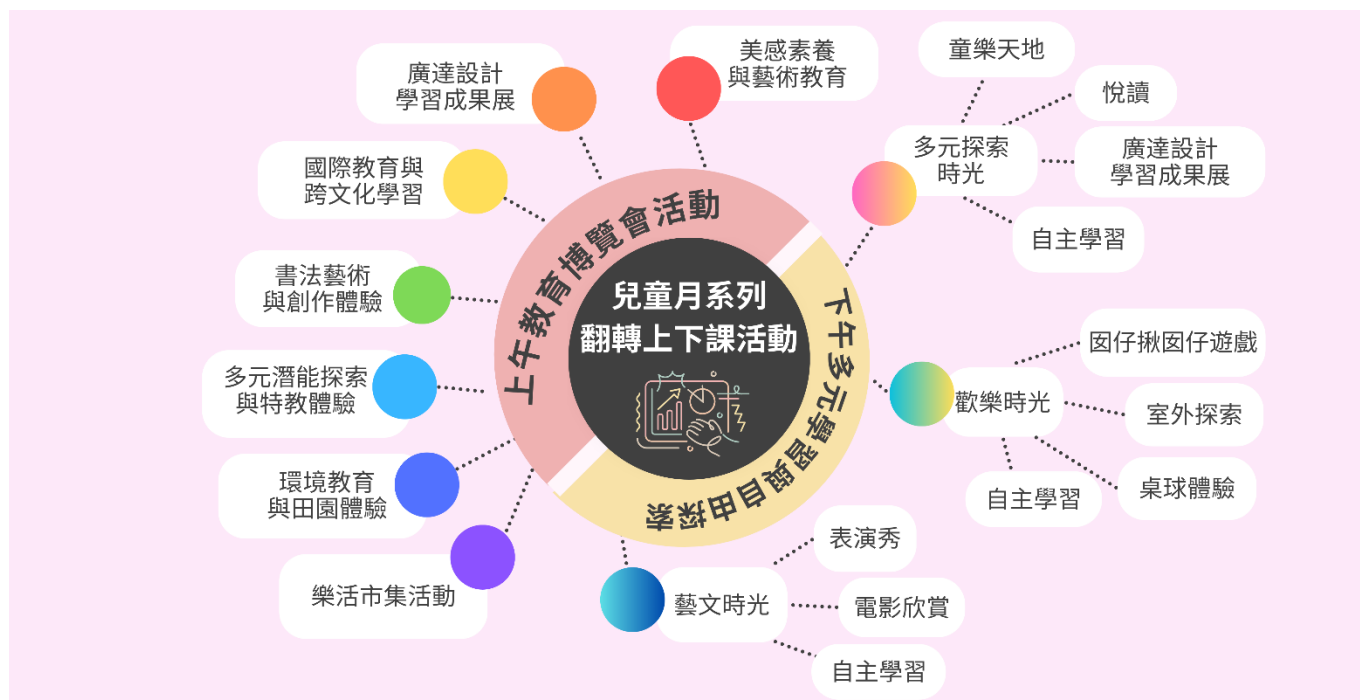 兒童月系列
翻轉上下課活動
上午教育博覽會活動
美感素養
與藝術教育
廣達設計
學習成果展
國際教育與
跨文化學習
書法藝術
與創作體驗
多元潛能探索
與特教體驗
環境教育
與田園體驗
樂活市集活動
下午多元學習與自由探索
多元探索
時光
童樂天地
悅讀
廣達設計
學習成果展
自主學習
歡樂時光
囡仔揪囡仔遊戲
室外探索
桌球體驗
自主學習
藝文時光
表演秀
電影欣賞
自主學習